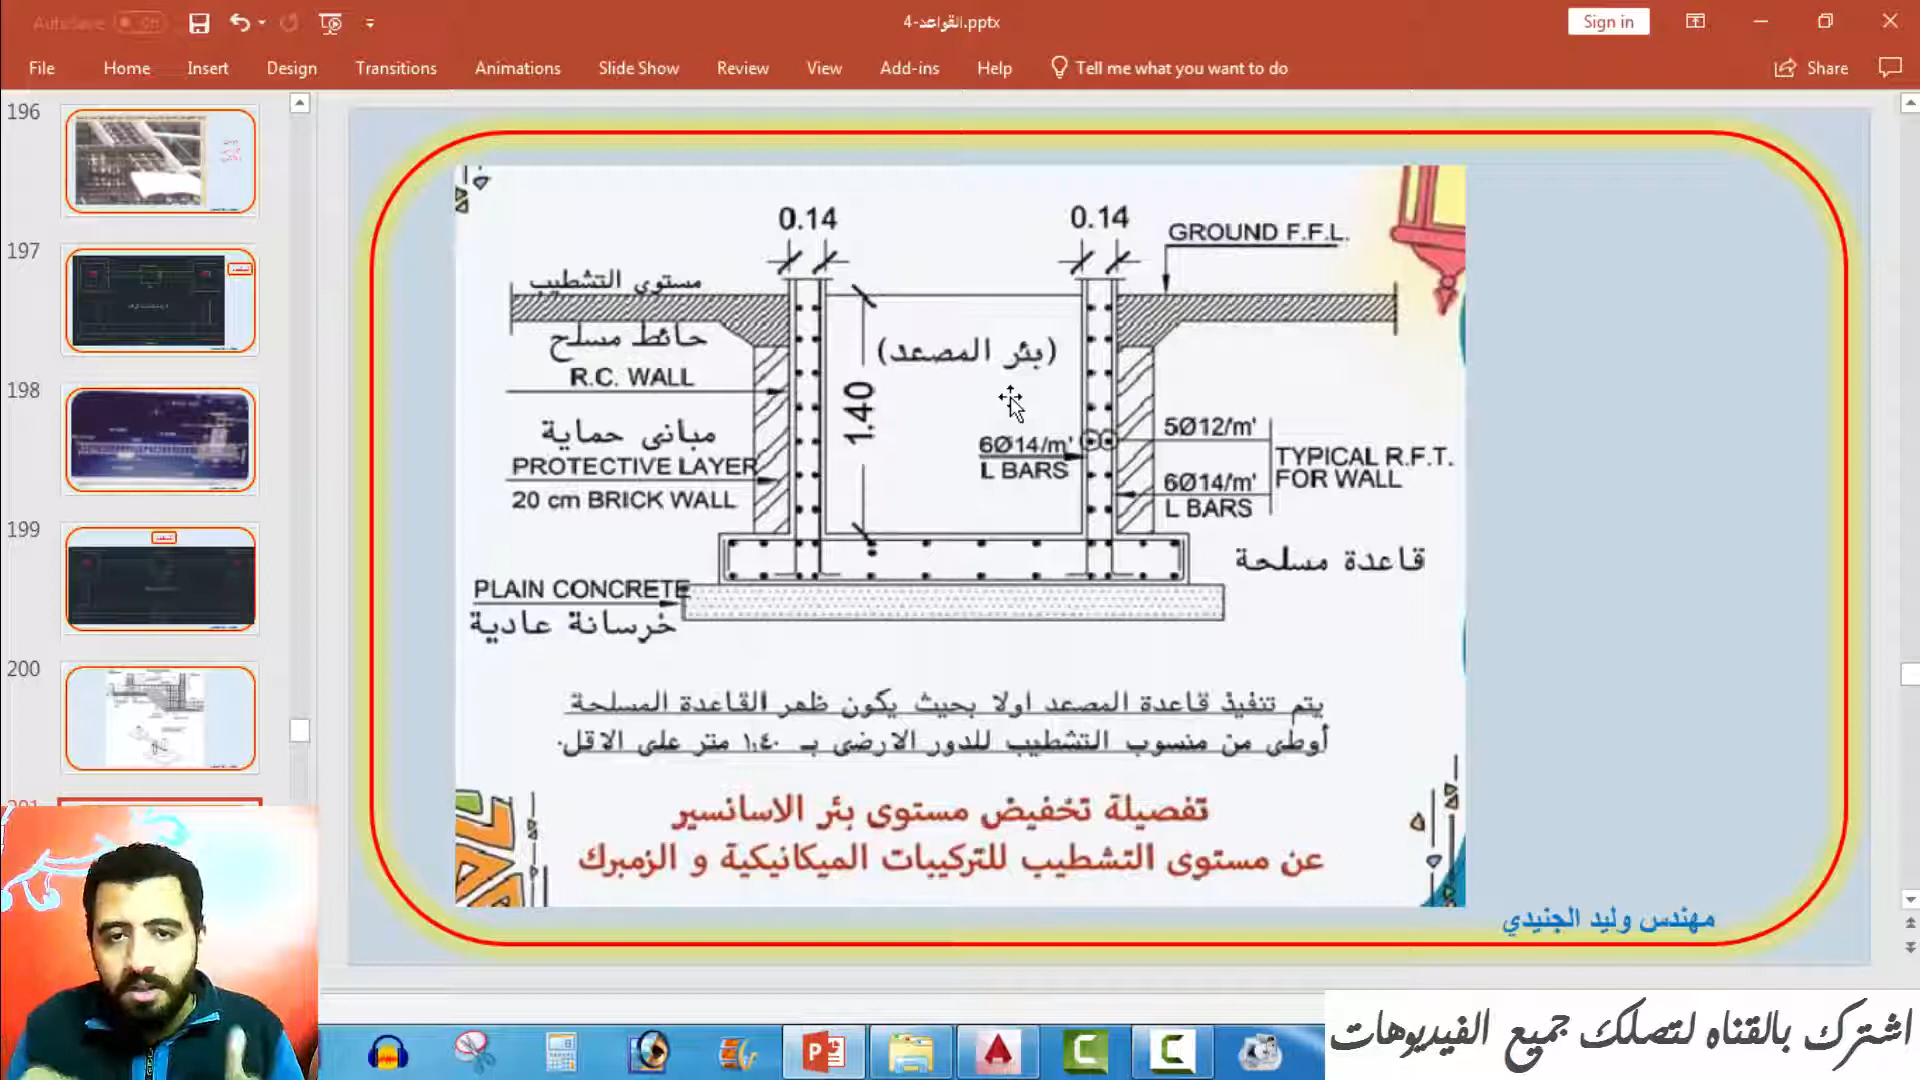 AutoSave Off
4-القواعد.pptx
Sign in
File Home Insert Design Transitions Animations Slide Show Review View Add-ins Help Tell me what you want to do Share
196
197
198
199
200
201
0.14
0.14
GROUND F.F.L.
مستوى التشطيب
حائط مسلح
R.C. WALL
(بئر المصعد)
1.40
مبانى حماية
PROTECTIVE LAYER
20 cm BRICK WALL
6Ø14/m'
L BARS
5Ø12/m'
6Ø14/m'
L BARS
TYPICAL R.F.T.
FOR WALL
قاعدة مسلحة
PLAIN CONCRETE
خرسانة عادية
يتم تنفيذ قاعدة المصعد اولا بحيث يكون ظهر القاعدة المسلحة
أوطى من منسوب التشطيب للدور الارضى بـ ١,٤٠ متر على الاقل.
تفصيلة تخفيض مستوى بئر الاسانسير
عن مستوى التشطيب للتركيبات الميكانيكية و الزمبرك
مهندس وليد الجنيدي
اشترك بالقناه لتصلك جميع الفيديوهات